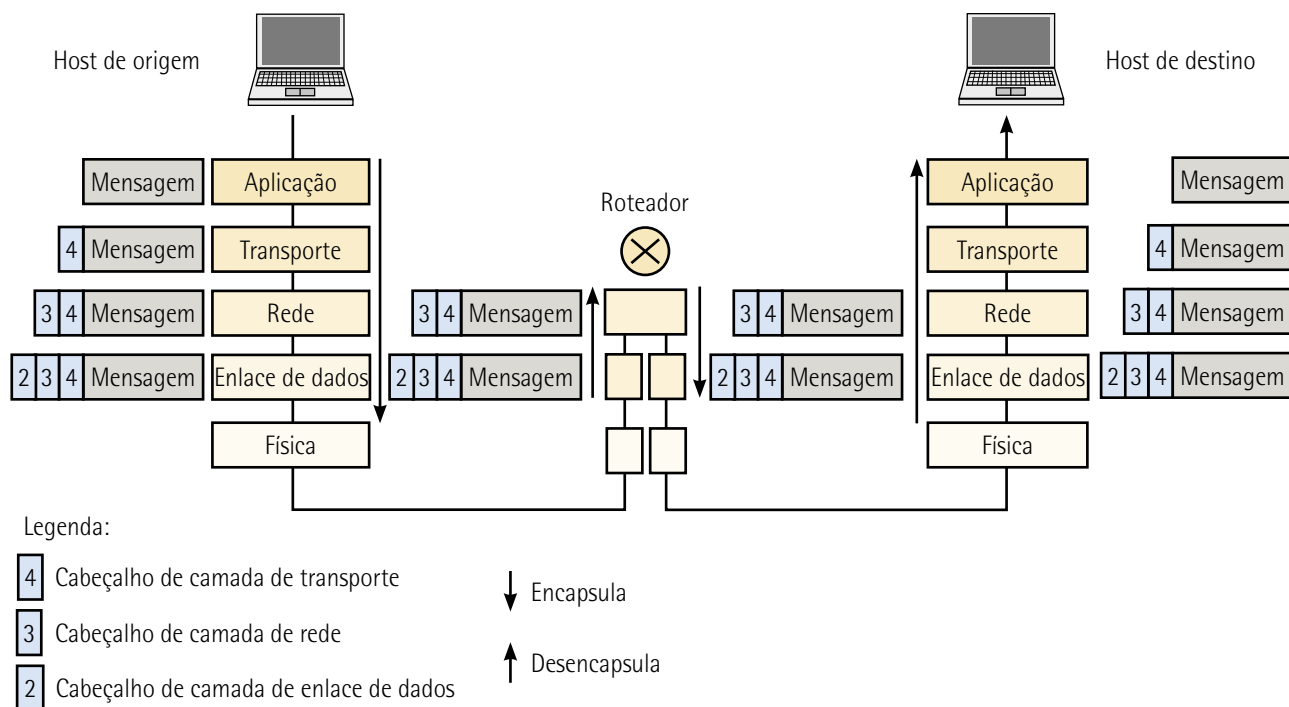 Host de origem
Host de destino
Mensagem Aplicação
Aplicação Mensagem
Roteador
4 Mensagem Transporte
Transporte 4 Mensagem
3 4 Mensagem Rede
3 4 Mensagem
3 4 Mensagem
Rede 3 4 Mensagem
2 3 4 Mensagem Enlace de dados
2 3 4 Mensagem
2 3 4 Mensagem
Enlace de dados 2 3 4 Mensagem
Física
Física
Legenda:
4 Cabeçalho de camada de transporte
3 Cabeçalho de camada de rede
2 Cabeçalho de camada de enlace de dados
Encapsula
Desencapsula